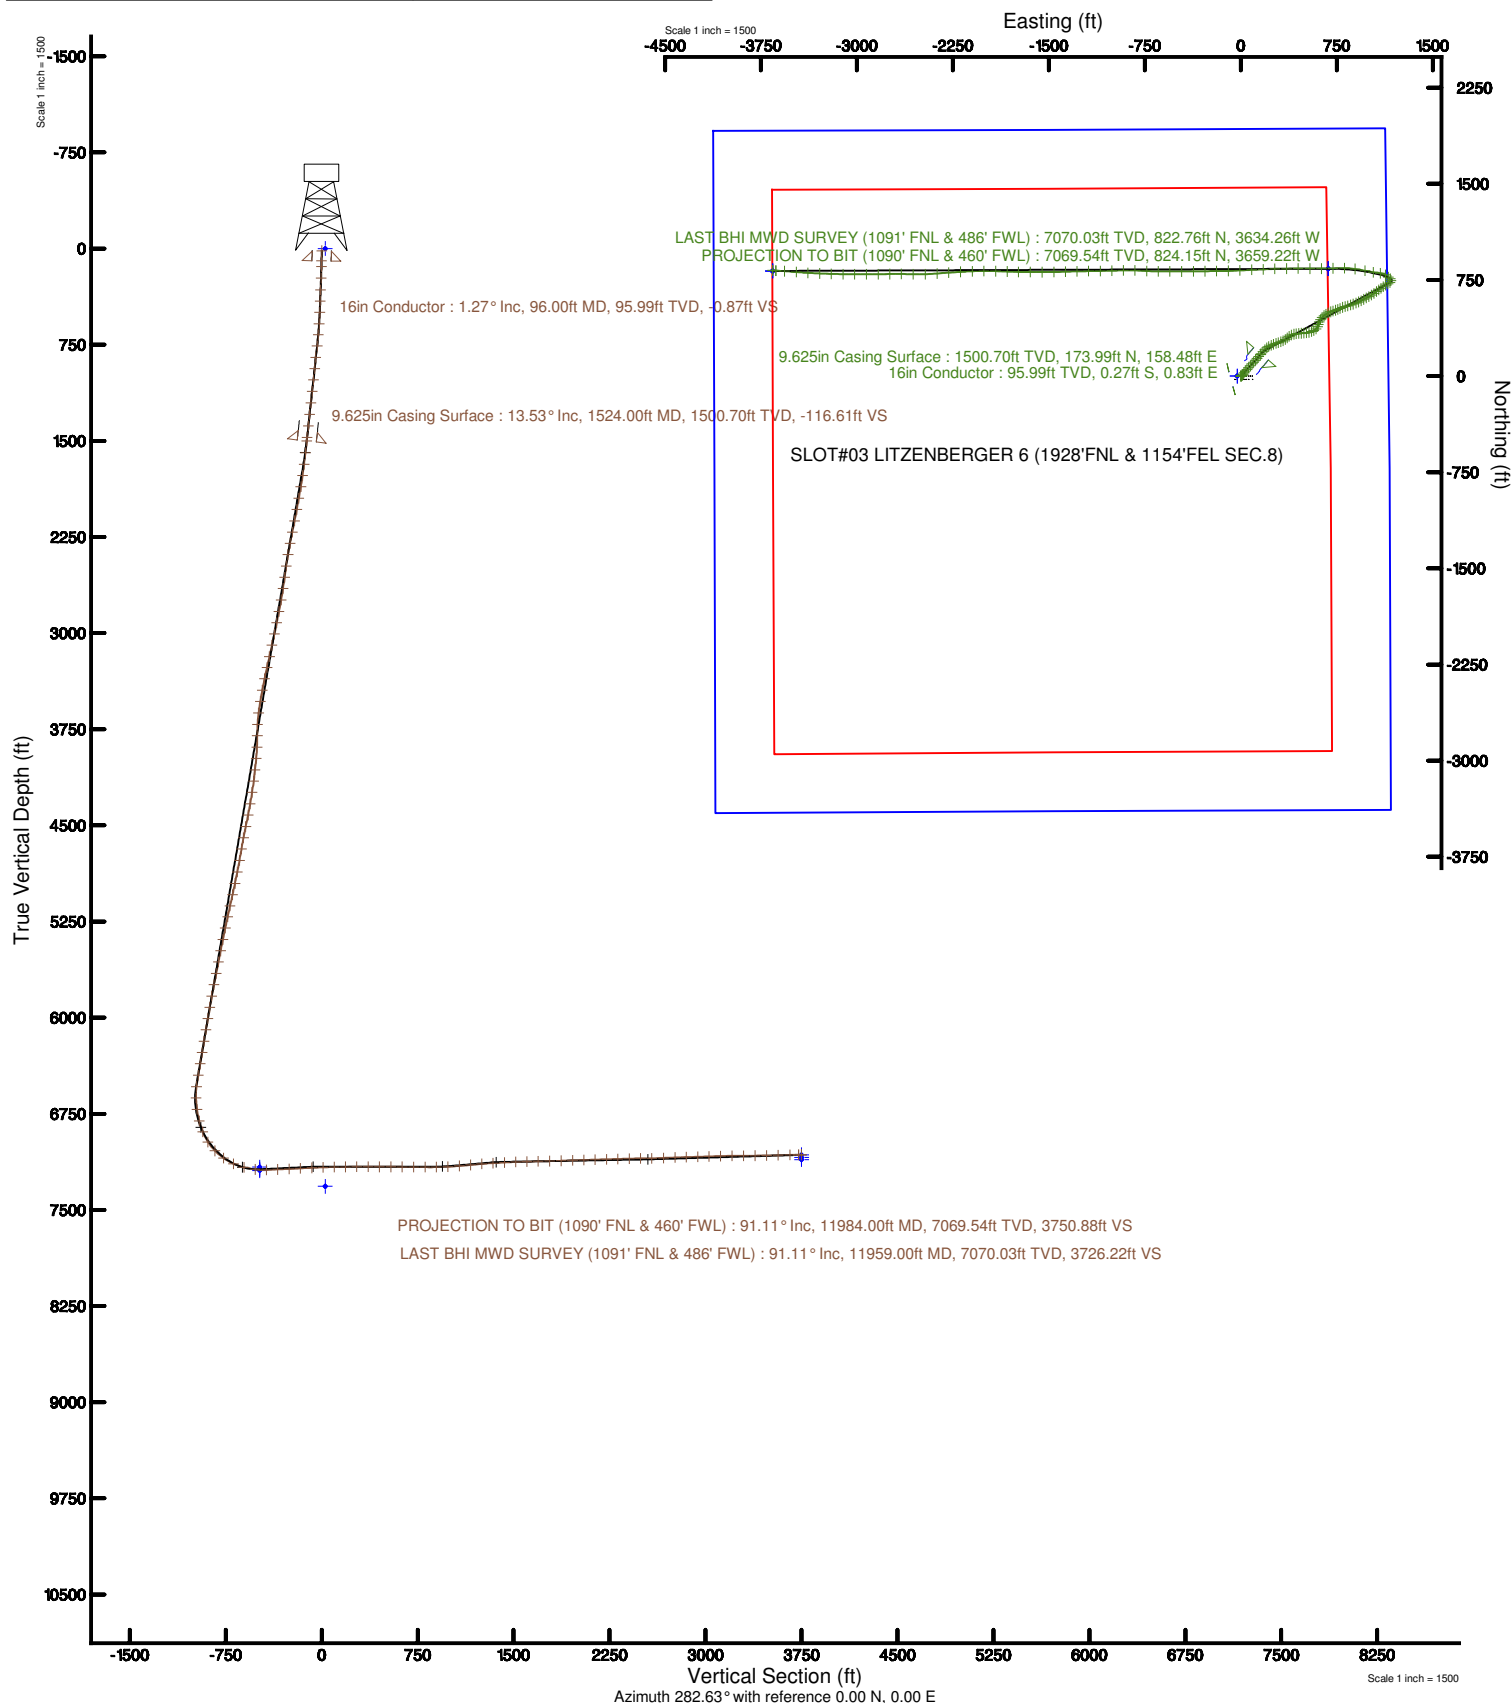 Easting (ft)
Scale 1 inch = 1500
-4500 -3750 -3000 -2250 -1500 -750 0 750 1500
Scale 1 inch = 1500
-1500
-750
0
750
1500
2250
3000
3750
4500
5250
6000
6750
7500
8250
9000
9750
10500
True Vertical Depth (ft)
2250
1500
750
0
-750
-1500
-2250
-3000
-3750
Northing (ft)
LAST BHI MWD SURVEY (1091' FNL & 486' FWL) : 7070.03ft TVD, 822.76ft N, 3634.26ft W
PROJECTION TO BIT (1090' FNL & 460' FWL) : 7069.54ft TVD, 824.15ft N, 3659.22ft W
16in Conductor : 1.27° Inc, 96.00ft MD, 95.99ft TVD, -0.87ft VS
9.625in Casing Surface : 1500.70ft TVD, 173.99ft N, 158.48ft E
16in Conductor : 95.99ft TVD, 0.27ft S, 0.83ft E
9.625in Casing Surface : 13.53° Inc, 1524.00ft MD, 1500.70ft TVD, -116.61ft VS
SLOT#03 LITZENBERGER 6 (1928'FNL & 1154'FEL SEC.8)
PROJECTION TO BIT (1090' FNL & 460' FWL) : 91.11° Inc, 11984.00ft MD, 7069.54ft TVD, 3750.88ft VS
LAST BHI MWD SURVEY (1091' FNL & 486' FWL) : 91.11° Inc, 11959.00ft MD, 7070.03ft TVD, 3726.22ft VS
-1500 -750 0 750 1500 2250 3000 3750 4500 5250 6000 6750 7500 8250
Vertical Section (ft)
Scale 1 inch = 1500
Azimuth 282.63° with reference 0.00 N, 0.00 E